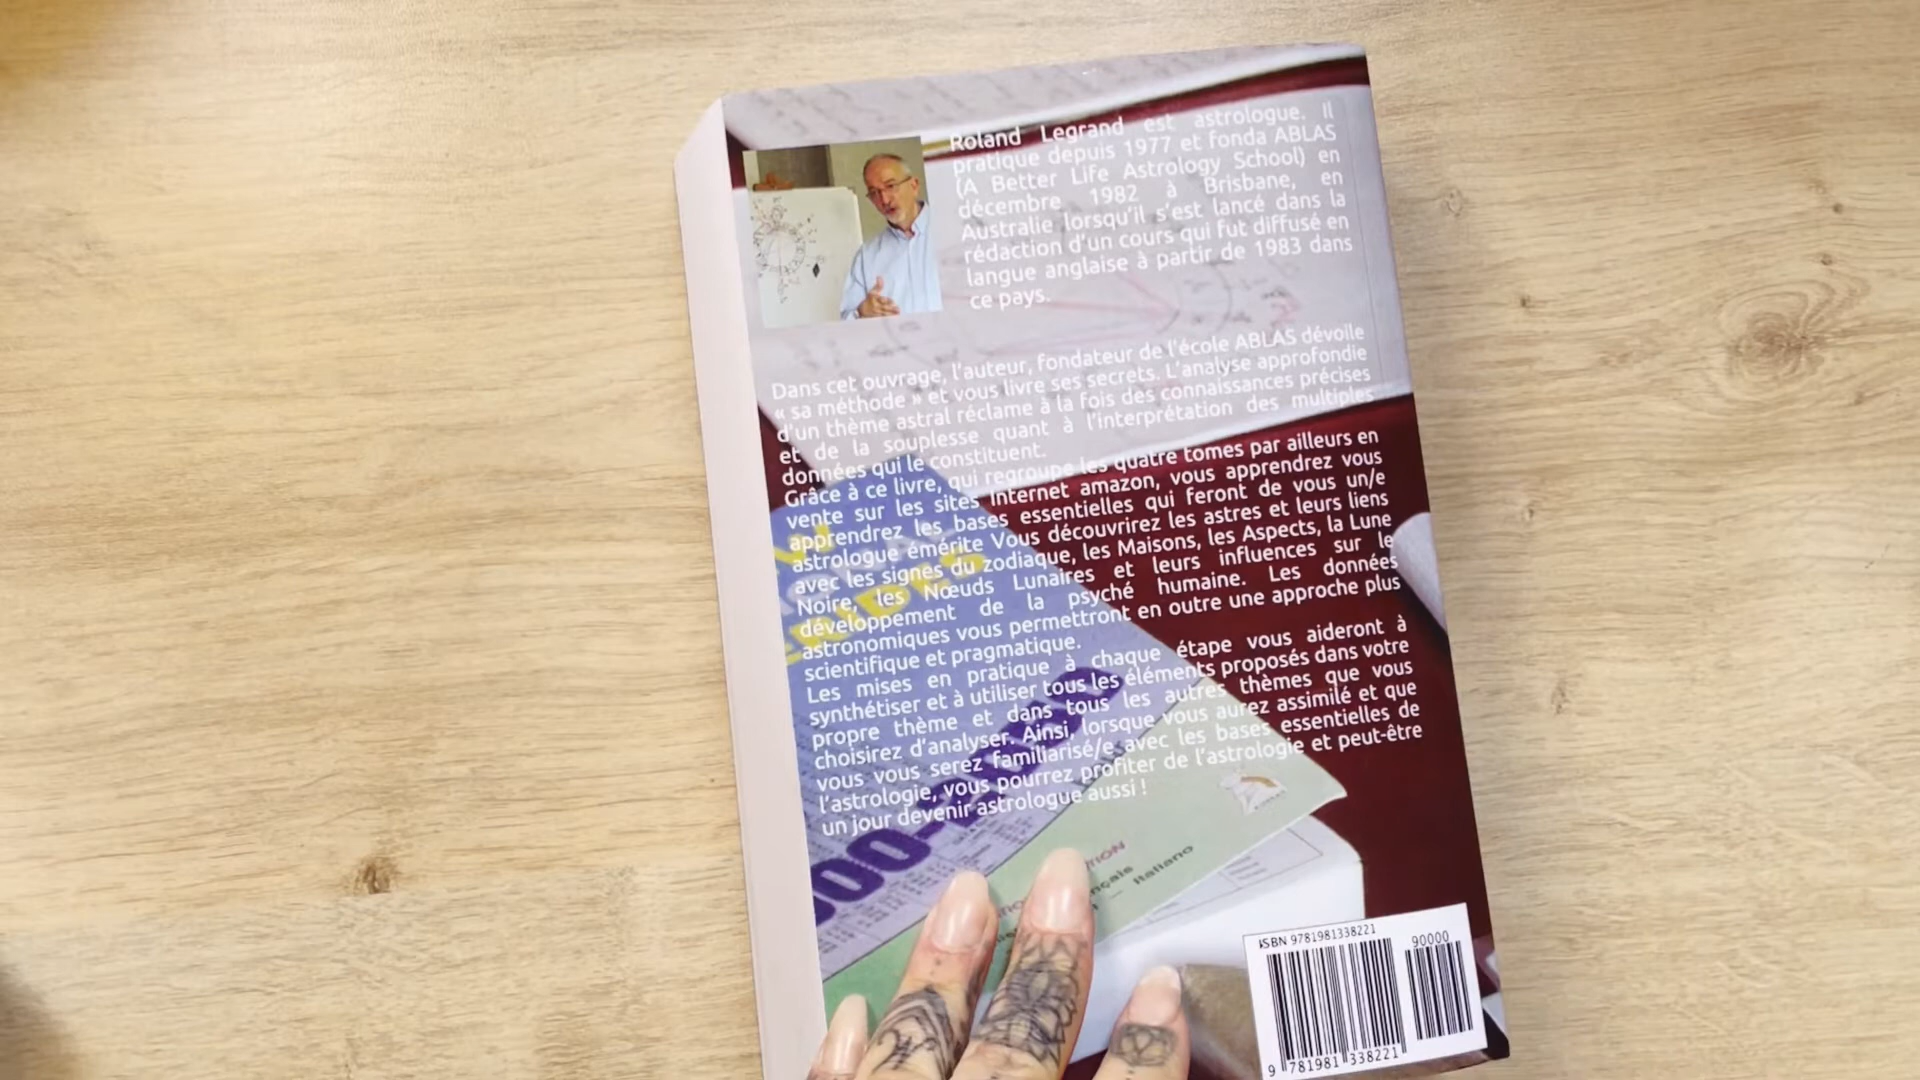 Roland Legrand est astrologue. Il
pratique depuis 1977 et fonda ABLAS
(A Better Life Astrology School) en
décembre 1982 à Brisbane, en
Australie lorsqu'il s'est lancé dans la
rédaction d'un cours qui fut diffusé en
langue anglaise à partir de 1983 dans
ce pays.
Dans cet ouvrage, l'auteur, fondateur de l'école ABLAS dévoile
« sa méthode » et vous livre ses secrets. L'analyse approfondie
d'un thème astral réclame à la fois des connaissances précises
et de la souplesse quant à l'interprétation des multiples
données qui le constituent.
Grâce à ce livre, qui regroupe les quatre tomes par ailleurs en
vente sur les sites Internet amazon, vous apprendrez vous
apprendrez les bases essentielles qui feront de vous un/e
astrologue émérite Vous découvrirez les astres et leurs liens
avec les signes du zodiaque, les Maisons, les Aspects, la Lune
Noire, les Nœuds Lunaires et leurs influences sur le
développement de la psyché humaine. Les données
astronomiques vous permettront en outre une approche plus
scientifique et pragmatique.
Les mises en pratique à chaque étape vous aideront à
synthétiser et à utiliser tous les éléments proposés dans votre
propre thème et dans tous les autres thèmes que vous
choisirez d'analyser. Ainsi, lorsque vous aurez assimilé et que
vous vous serez familiarisé/e avec les bases essentielles de
l'astrologie, vous pourrez profiter de l'astrologie et peut-être
un jour devenir astrologue aussi !
Italiano
ISBN 9781981338221
90000
9 781981 338221